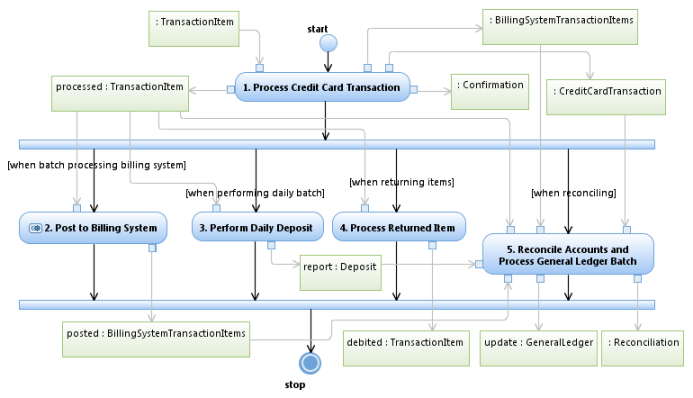 : TransactionItem
start
: BillingSystemTransactionItems
processed : TransactionItem
1. Process Credit Card Transaction
: Confirmation
: CreditCardTransaction
[when batch processing billing system]
[when performing daily batch]
[when returning items]
[when reconciling]
2. Post to Billing System
3. Perform Daily Deposit
4. Process Returned Item
5. Reconcile Accounts and
Process General Ledger Batch
report : Deposit
posted : BillingSystemTransactionItems
debited : TransactionItem
update : GeneralLedger
: Reconciliation
stop